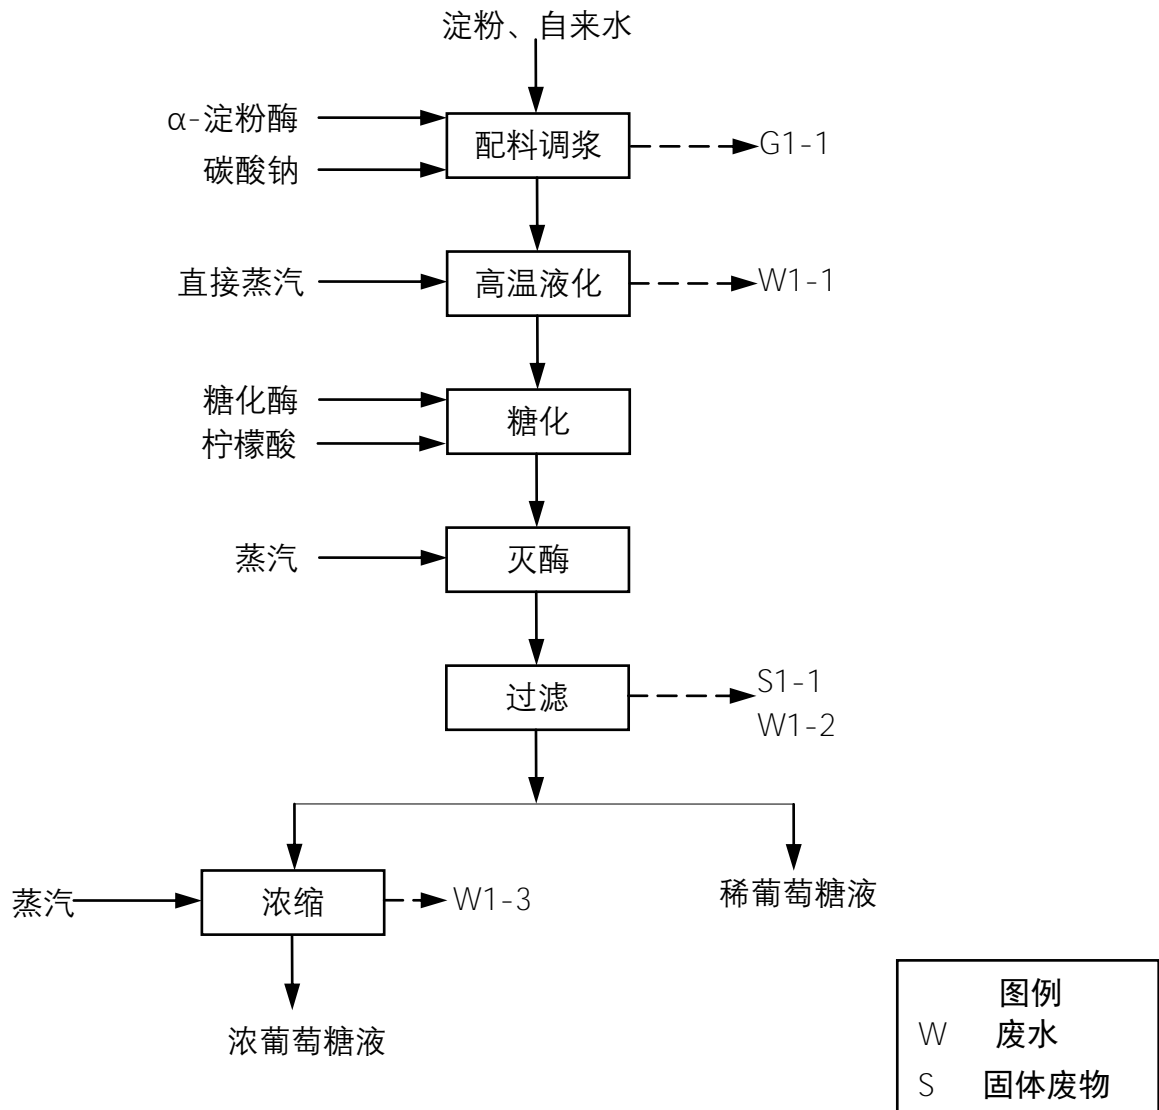 淀粉、自来水
α-淀粉酶
配料调浆
G1-1
碳酸钠
直接蒸汽
高温液化
W1-1
糖化酶
糖化
柠檬酸
蒸汽
灭酶
过滤
S1-1
W1-2
蒸汽
浓缩
W1-3
稀葡萄糖液
浓葡萄糖液
图例
W 废水
S 固体废物